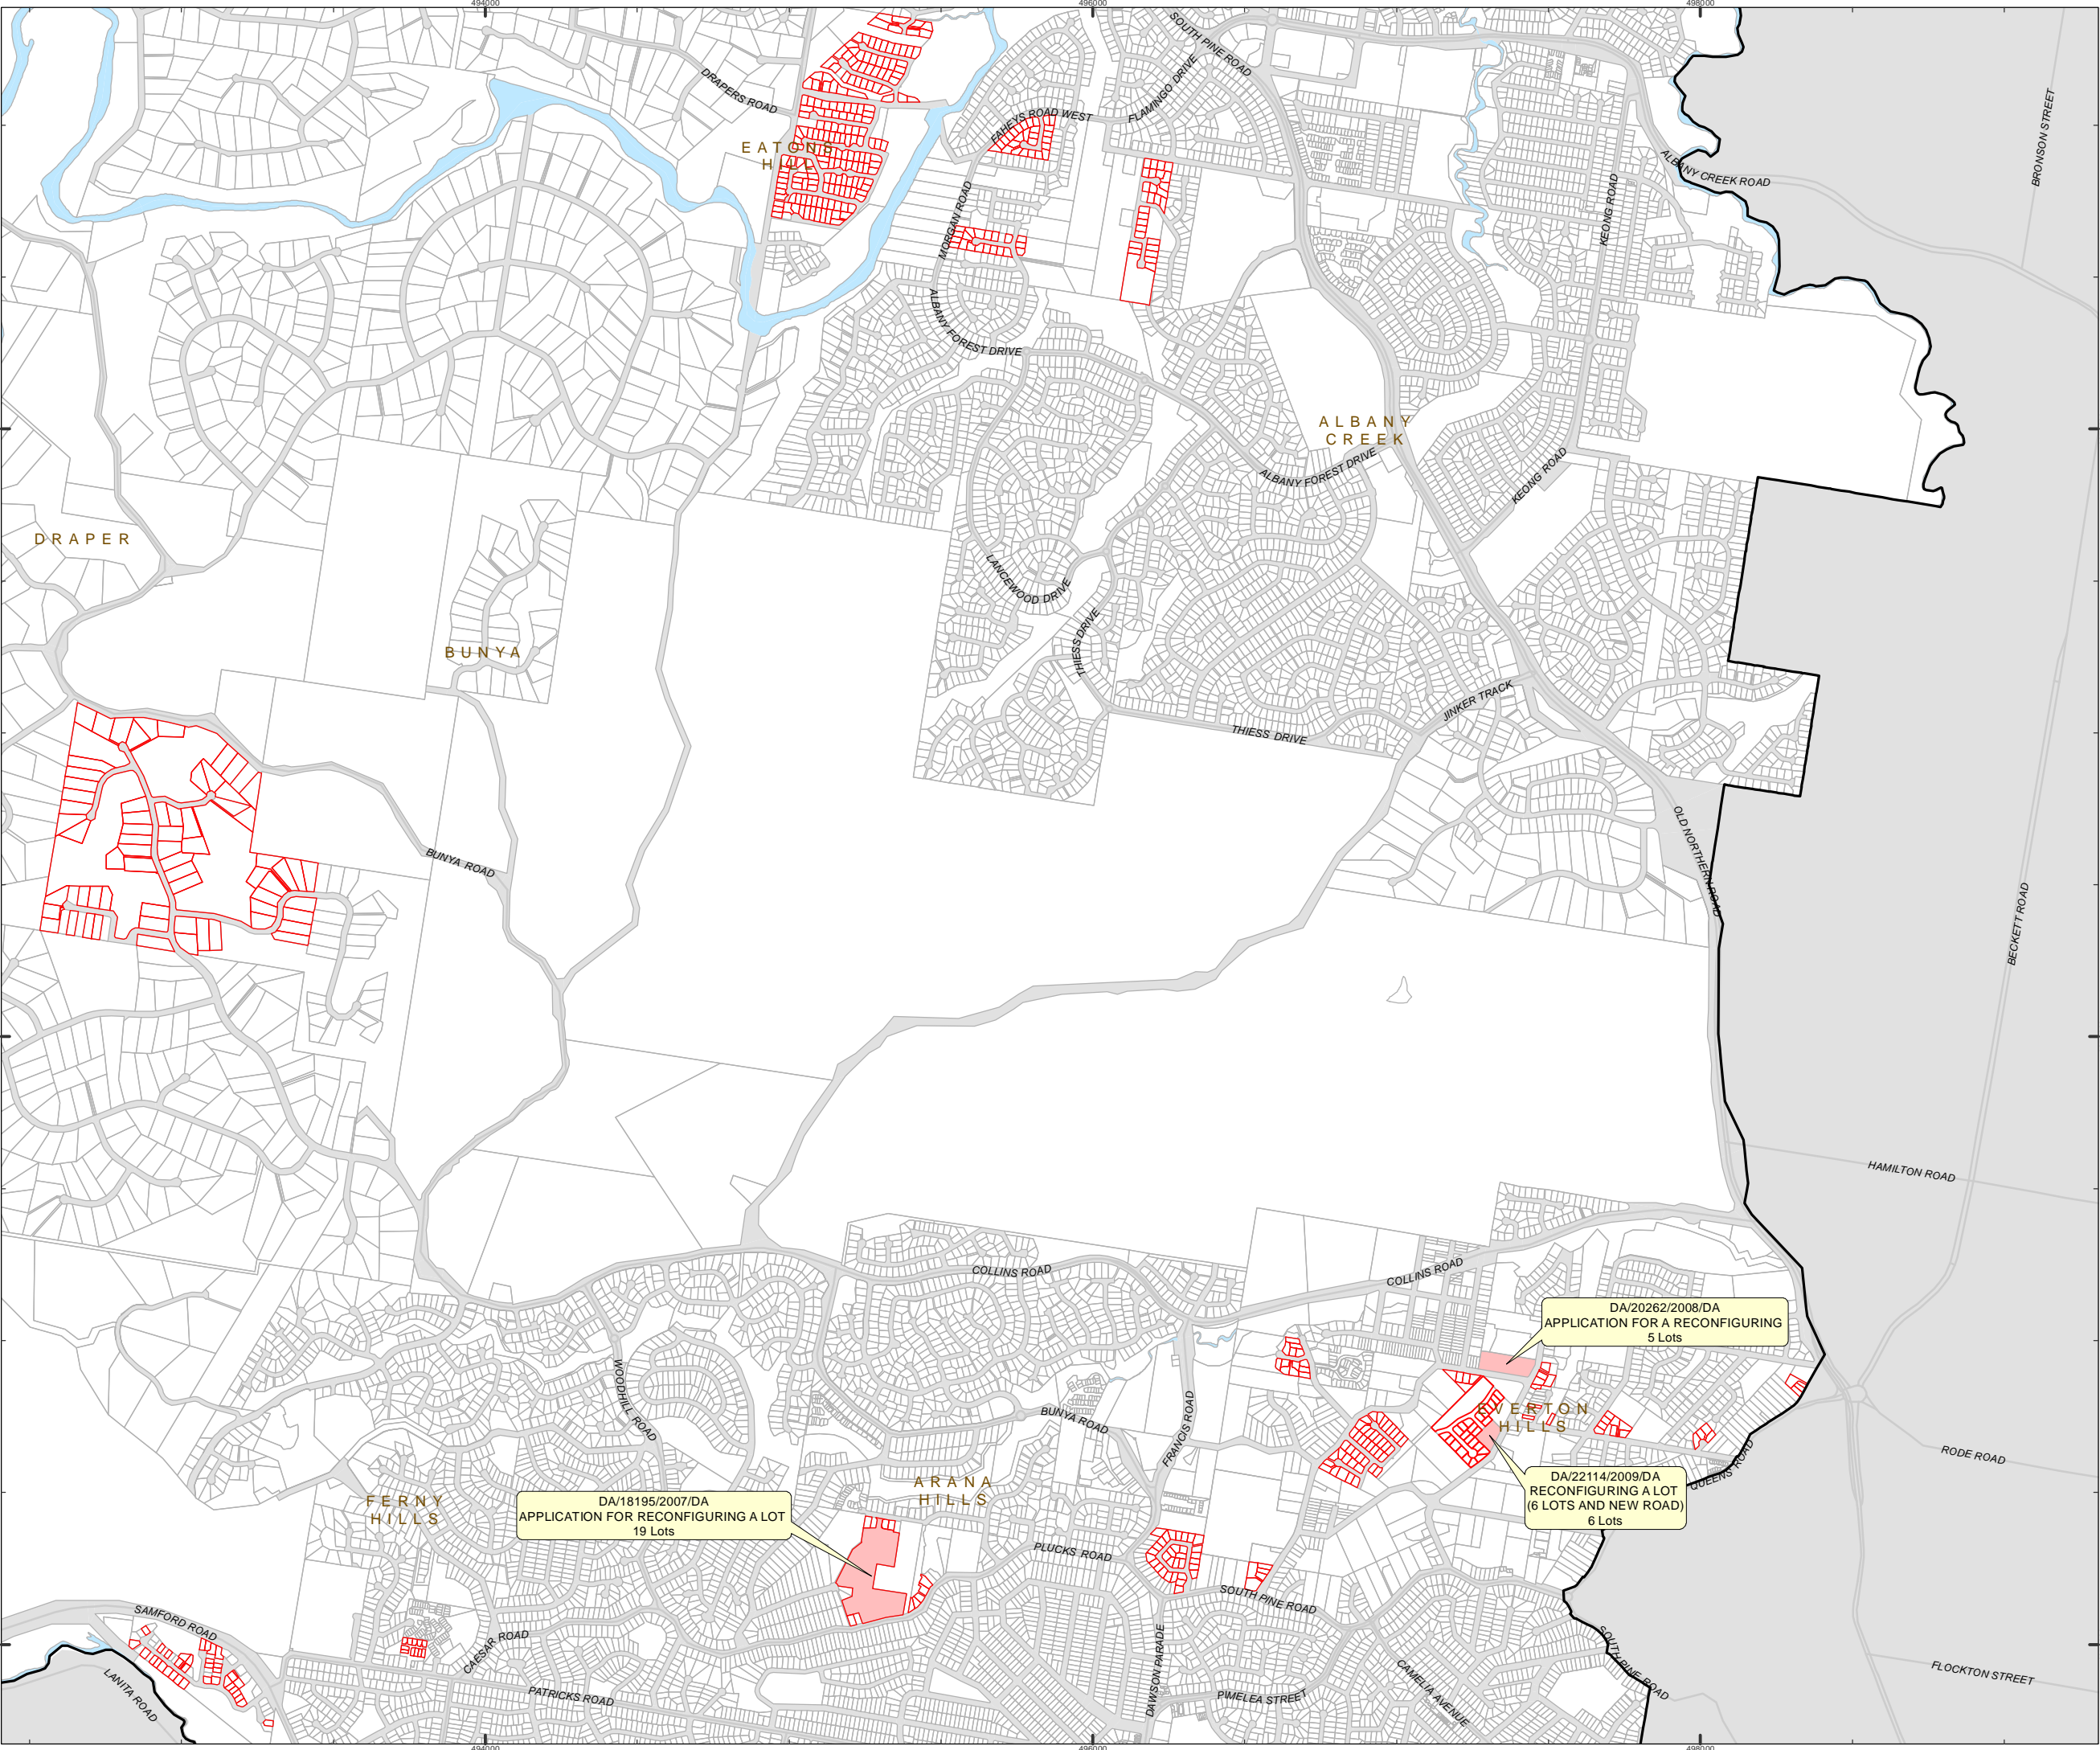 494000
496000
498000
SOUTH PINE ROAD
DRAPERS ROAD
FLAMINGO DRIVE
FAHEYS ROAD WEST
BRONSON STREET
EATONS
HILL
ALBANY CREEK ROAD
KEONG ROAD
MORGAN ROAD
ALBANY FOREST DRIVE
ALBANY
CREEK
ALBANY FOREST DRIVE
KEONG ROAD
DRAPER
LANCEWOOD DRIVE
THIESS DRIVE
BUNYA
JINKER TRACK
THIESS DRIVE
OLD NORTHERN ROAD
BUNYA ROAD
BECKETT ROAD
HAMILTON ROAD
COLLINS ROAD
COLLINS ROAD
DA/20262/2008/DA
APPLICATION FOR A RECONFIGURING
5 Lots
WOODHILL ROAD
BUNYA ROAD
FRANCIS ROAD
EVERTON
HILLS
RODE ROAD
QUEENS ROAD
ARANA
HILLS
FERNY
HILLS
DA/18195/2007/DA
APPLICATION FOR RECONFIGURING A LOT
19 Lots
DA/22114/2009/DA
RECONFIGURING A LOT
(6 LOTS AND NEW ROAD)
6 Lots
PLUCKS ROAD
SOUTH PINE ROAD
SAMFORD ROAD
CAESAR ROAD
LANITA ROAD
PATRICKS ROAD
DAWSON PARADE
PIMELEA STREET
CAMELIA AVENUE
SOUTH PINE ROAD
FLOCKTON STREET
494000
496000
498000